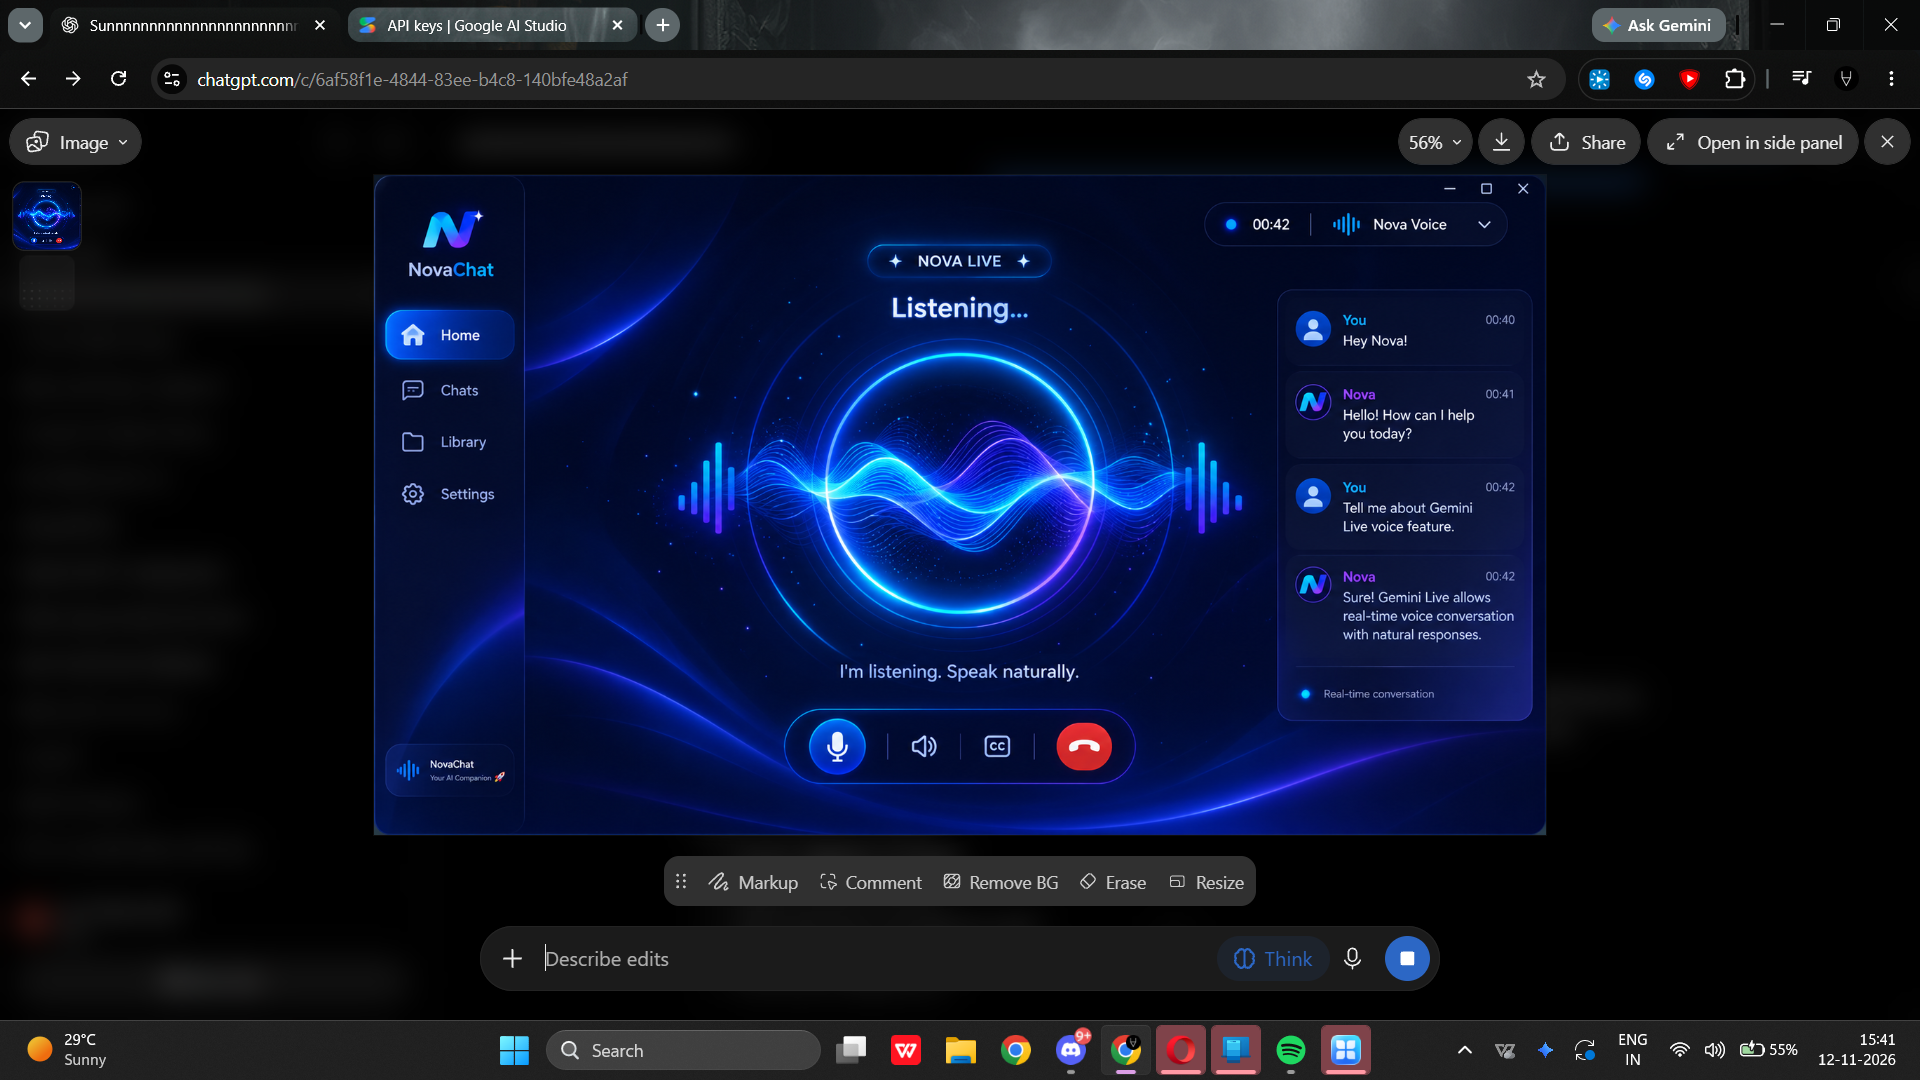 Sunnnnnnnnnnnnnnnnnnnnnnnn
API keys | Google AI Studio
Ask Gemini
chatgpt.com/c/6af58f1e-4844-83ee-b4c8-140bfe48a2af
Image
56%
Share
Open in side panel
NovaChat
Home
Chats
Library
Settings
NovaChat
Your AI Companion 🚀
00:42
Nova Voice
NOVA LIVE
Listening...
I'm listening. Speak naturally.
CC
You 00:40
Hey Nova!
Nova 00:41
Hello! How can I help
you today?
You 00:42
Tell me about Gemini
Live voice feature.
Nova 00:42
Sure! Gemini Live allows
real-time voice conversation
with natural responses.
Real-time conversation
Markup
Comment
Remove BG
Erase
Resize
Describe edits
Think
29°C
Sunny
Search
9+
ENG
IN
55%
15:41
12-11-2026